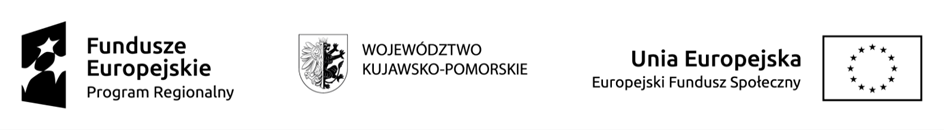 Fundusze
Europejskie
Program Regionalny
WOJEWÓDZTWO
KUJAWSKO-POMORSKIE
Unia Europejska
Europejski Fundusz Społeczny